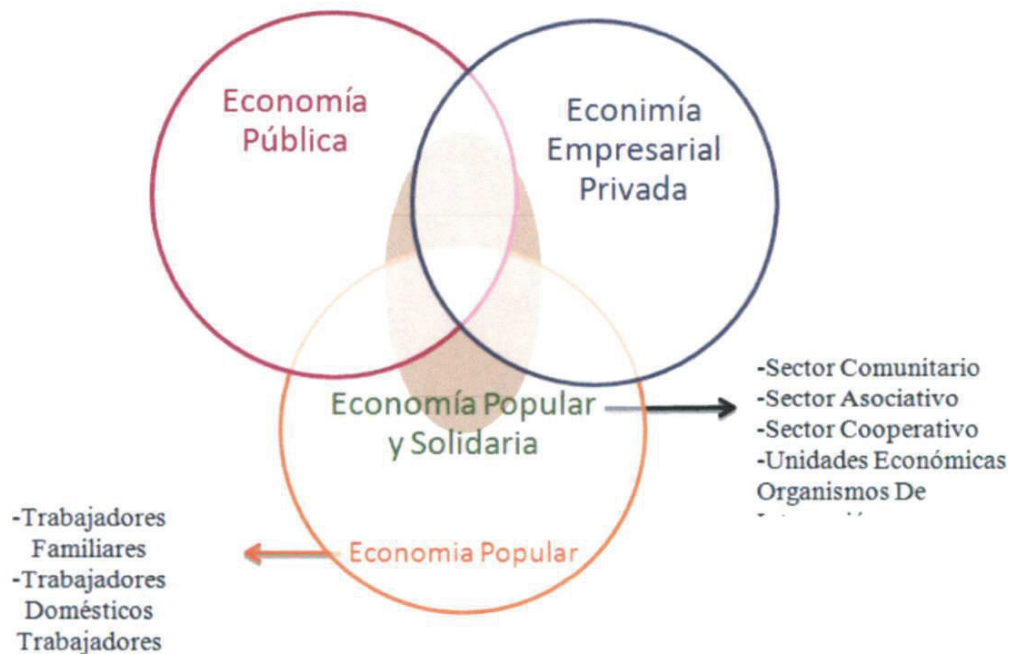 Economía
Pública
Econimía
Empresarial
Privada
Economía Popular
y Solidaria
-Sector Comunitario
-Sector Asociativo
-Sector Cooperativo
-Unidades Económicas
Organismos De
Economia Popular
-Trabajadores
Familiares
-Trabajadores
Domésticos
Trabajadores